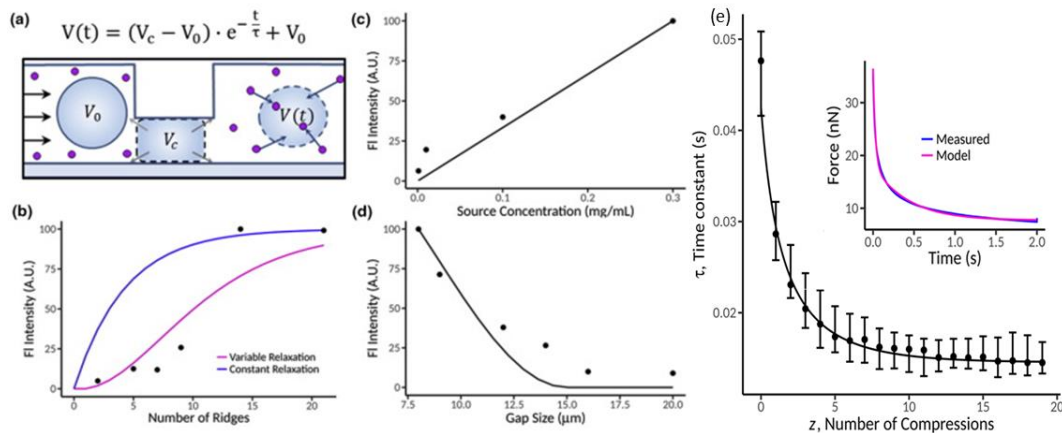 (a)
V(t) = (V_c − V_0) · e^{−t/τ} + V_0
V_0
V_c
V(t)
(b)
FI Intensity (A.U.)
100
75
50
25
0
Variable Relaxation
Constant Relaxation
0 5 10 15 20
Number of Ridges
(c)
FI Intensity (A.U.)
100
75
50
25
0
0.0 0.1 0.2 0.3
Source Concentration (mg/mL)
(d)
FI Intensity (A.U.)
100
75
50
25
0
7.5 10.0 12.5 15.0 17.5 20.0
Gap Size (μm)
(e)
τ, Time constant (s)
0.05
0.04
0.03
0.02
0 5 10 15 20
z, Number of Compressions
Force (nN)
30
20
10
Measured
Model
0.0 0.5 1.0 1.5 2.0
Time (s)